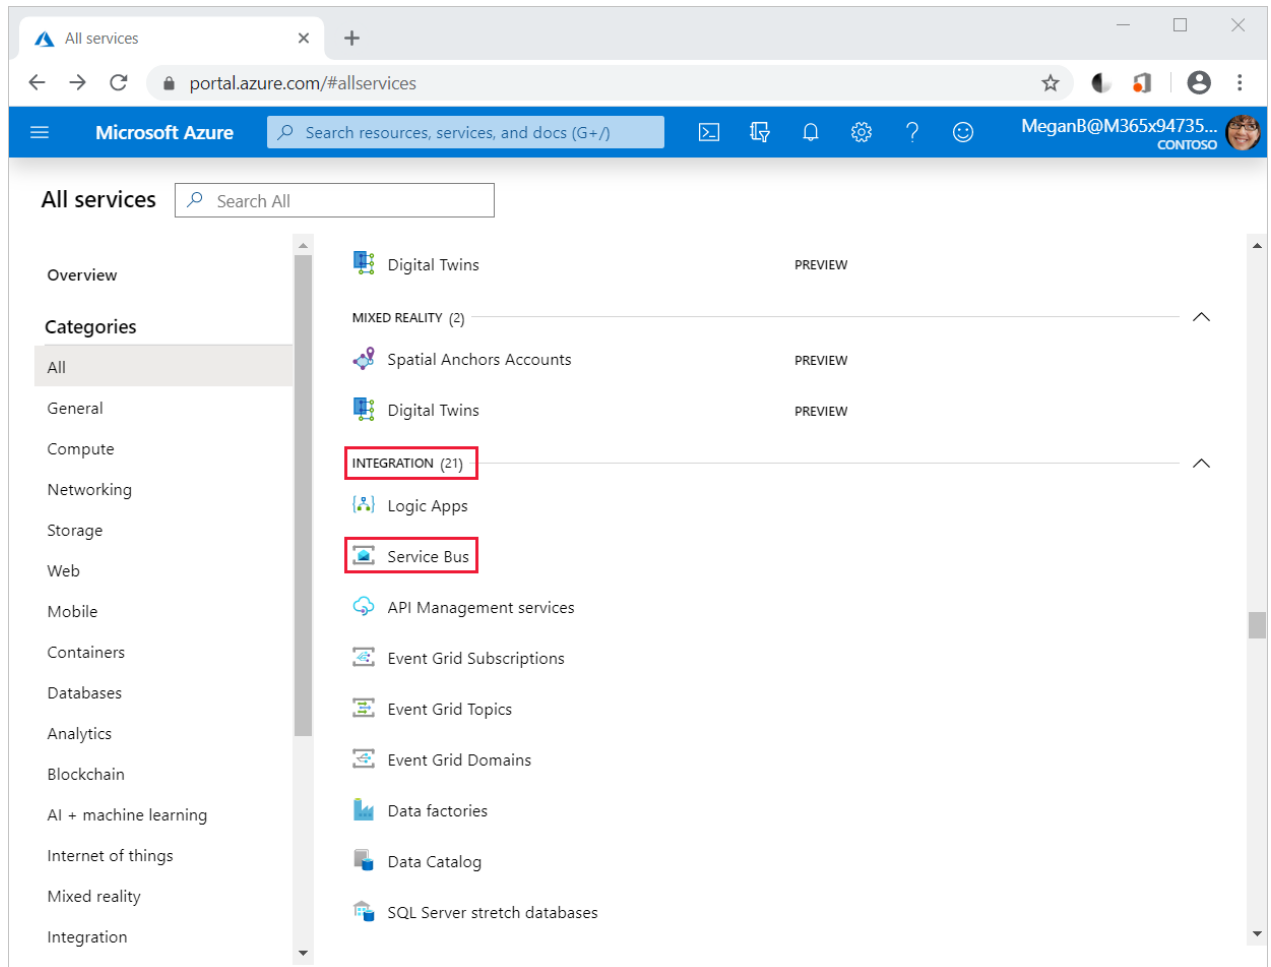 All services
portal.azure.com/#allservices
Microsoft Azure
Search resources, services, and docs (G+/)
MeganB@M365x94735...
CONTOSO
All services
Search All
Overview
Categories
All
General
Compute
Networking
Storage
Web
Mobile
Containers
Databases
Analytics
Blockchain
AI + machine learning
Internet of things
Mixed reality
Integration
Digital Twins PREVIEW
MIXED REALITY (2)
Spatial Anchors Accounts PREVIEW
Digital Twins PREVIEW
INTEGRATION (21)
Logic Apps
Service Bus
API Management services
Event Grid Subscriptions
Event Grid Topics
Event Grid Domains
Data factories
Data Catalog
SQL Server stretch databases